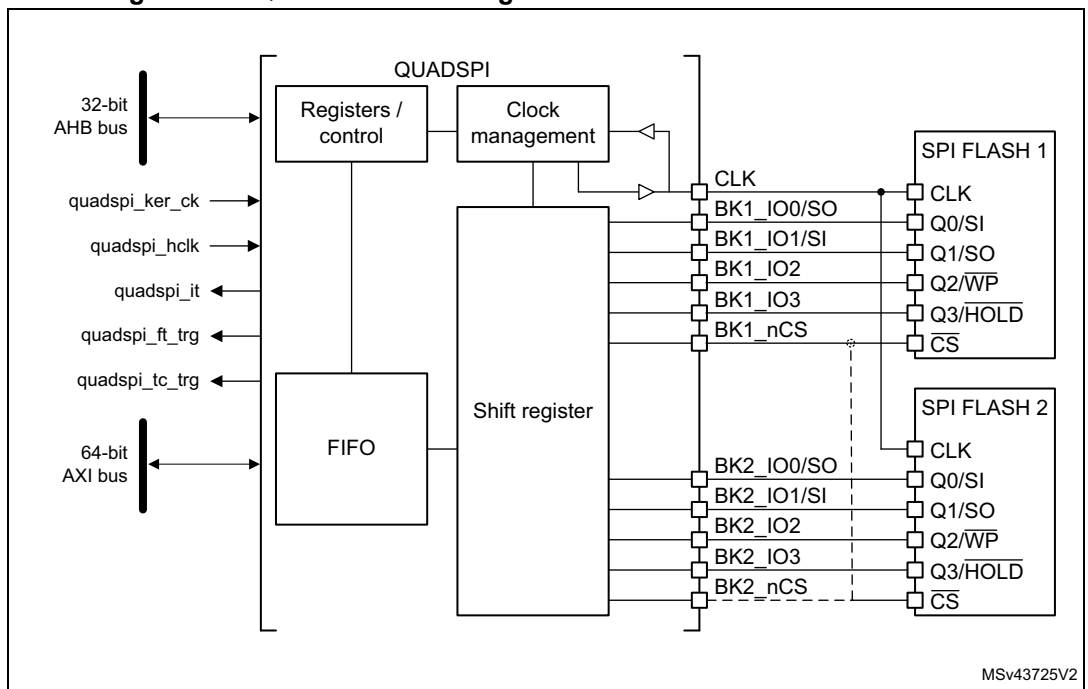 QUADSPI
32-bit
AHB bus
Registers /
control
Clock
management
quadspi_ker_ck
quadspi_hclk
quadspi_it
quadspi_ft_trg
quadspi_tc_trg
64-bit
AXI bus
FIFO
Shift register
CLK
BK1_IO0/SO
BK1_IO1/SI
BK1_IO2
BK1_IO3
BK1_nCS
BK2_IO0/SO
BK2_IO1/SI
BK2_IO2
BK2_IO3
BK2_nCS
SPI FLASH 1
CLK
Q0/SI
Q1/SO
Q2/WP
Q3/HOLD
CS
SPI FLASH 2
CLK
Q0/SI
Q1/SO
Q2/WP
Q3/HOLD
CS
MSv43725V2